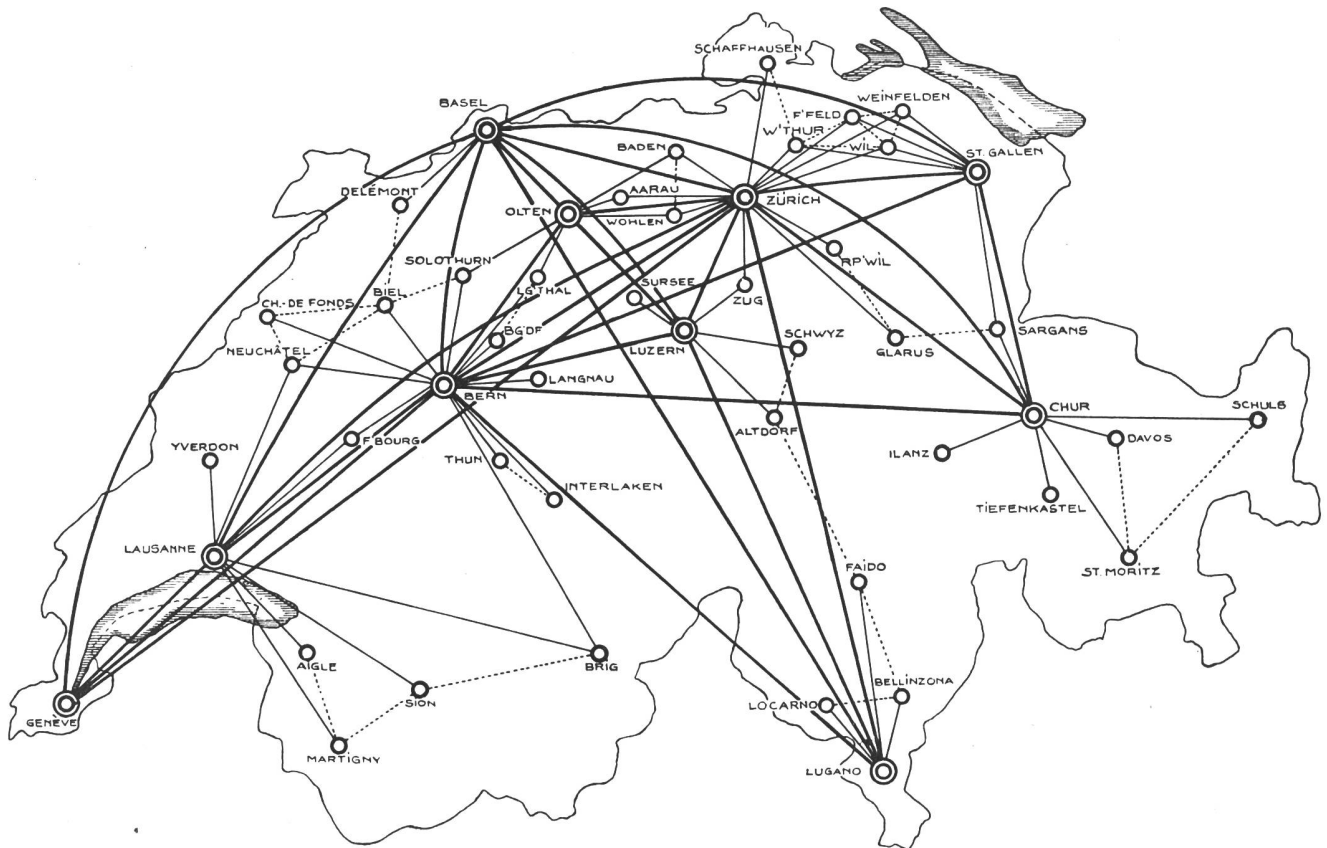 SCHAFFHAUSEN
BASEL
WEINFELDEN
F'FELD
W'THUR
WIL
BADEN
ST. GALLEN
DELÉMONT
AARAU
ZÜRICH
OLTEN
WOHLEN
SOLOTHURN
RP'WIL
SURSEE
LG'THAL
BIEL
CH.-DE FONDS
ZUG
SCHWYZ
SARGANS
BG'DF
GLARUS
NEUCHÂTEL
LUZERN
LANGNAU
BERN
CHUR
SCHULS
F'BOURG
ALTDORF
DAVOS
YVERDON
THUN
ILANZ
INTERLAKEN
TIEFENKASTEL
LAUSANNE
FAIDO
ST. MORITZ
AIGLE
BRIG
BELLINZONA
SION
LOCARNO
GENÈVE
MARTIGNY
LUGANO